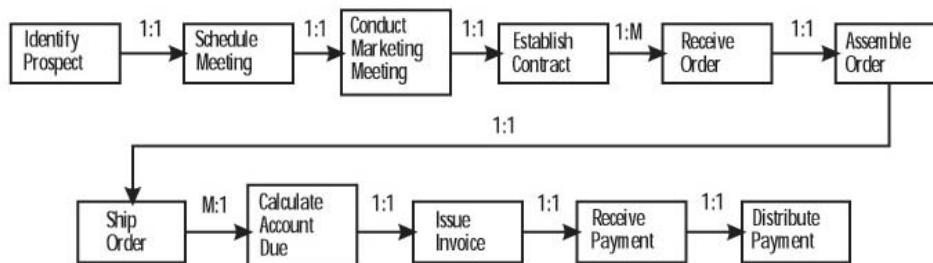 1:1
1:1
1:1
1:M
1:1
Identify
Prospect
Schedule
Meeting
Conduct
Marketing
Meeting
Establish
Contract
Receive
Order
Assemble
Order
1:1
M:1
1:1
1:1
1:1
Ship
Order
Calculate
Account
Due
Issue
Invoice
Receive
Payment
Distribute
Payment